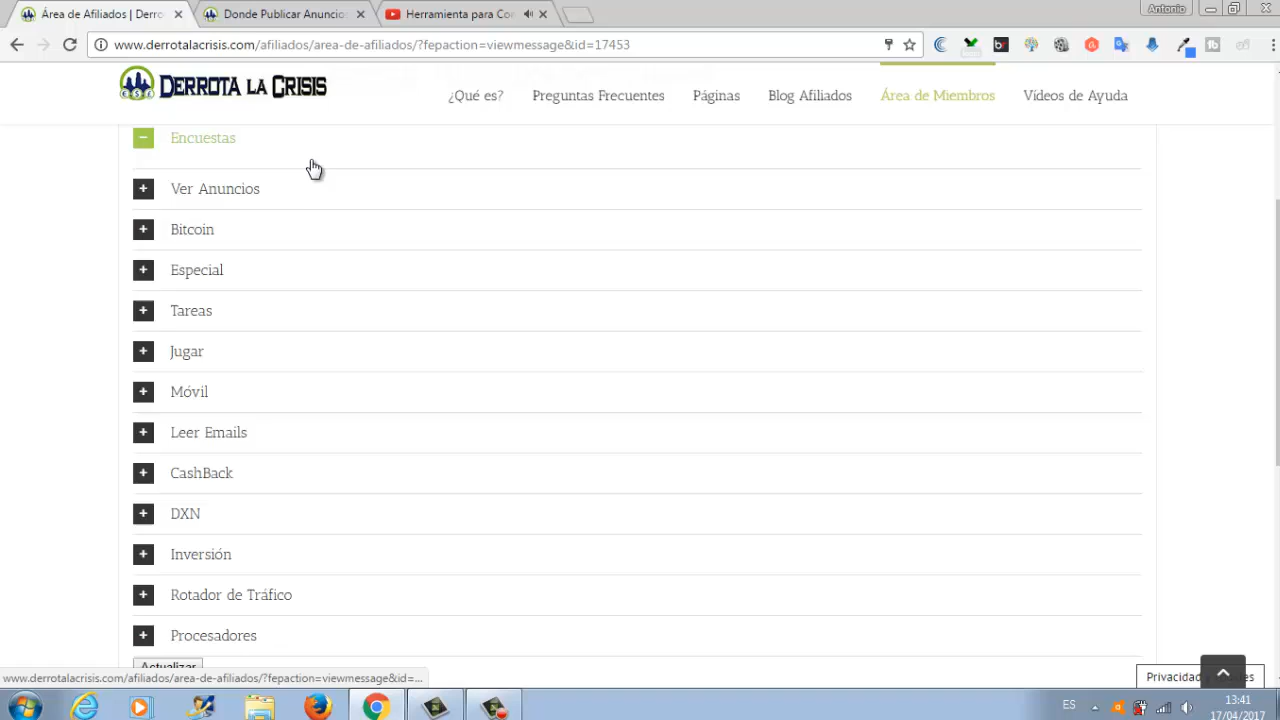 Área de Afiliados | Derro
Donde Publicar Anuncios
Herramienta para Co
Antonio
www.derrotalacrisis.com/afiliados/area-de-afiliados/?fepaction=viewmessage&id=17453
DERROTA LA CRISIS
¿Qué es?
Preguntas Frecuentes
Páginas
Blog Afiliados
Área de Miembros
Vídeos de Ayuda
Encuestas
Ver Anuncios
Bitcoin
Especial
Tareas
Jugar
Móvil
Leer Emails
CashBack
DXN
Inversión
Rotador de Tráfico
Procesadores
Actualizar
www.derrotalacrisis.com/afiliados/area-de-afiliados/?fepaction=viewmessage&id=...
ES
13:41
17/04/2017